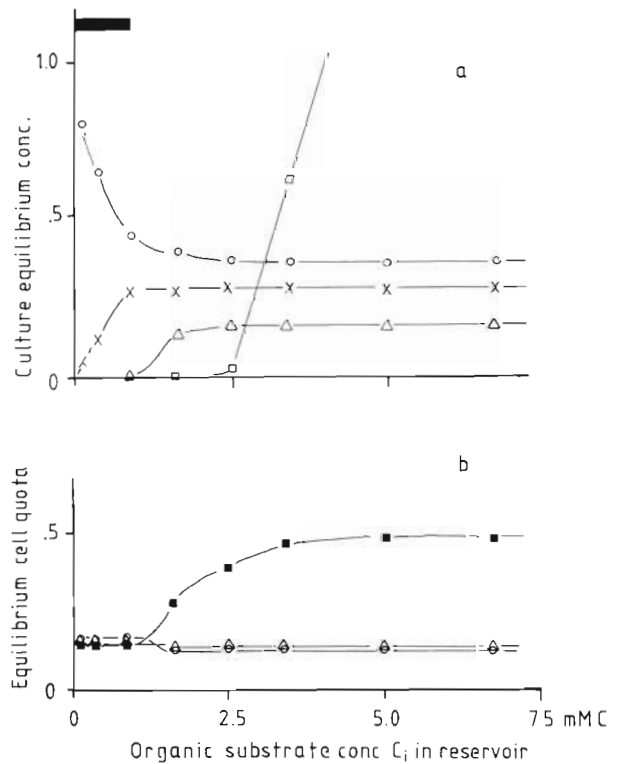 a
1.0
.5
0
Culture equilibrium conc.
b
.5
0
Equilibrium cell quota
0 2.5 5.0 7 5 mM C
Organic substrate conc Ci in reservoir